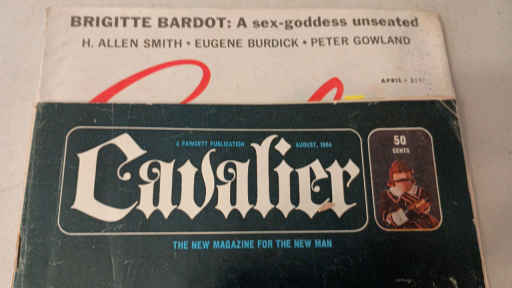 BRIGITTE BARDOT: A sex-goddess unseated
H. ALLEN SMITH • EUGENE BURDICK • PETER GOWLAND
APRIL •
A FAWCETT PUBLICATION
AUGUST, 1964
50
CENTS
Cavalier
THE NEW MAGAZINE FOR THE NEW MAN